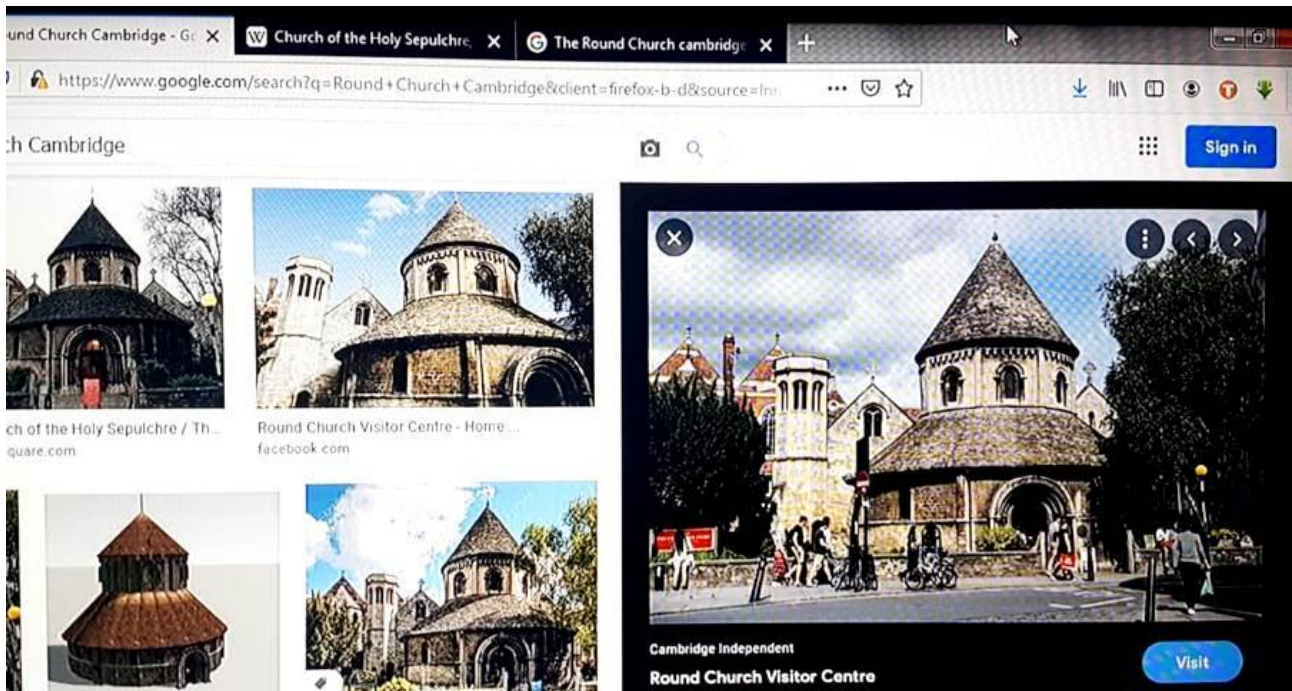 und Church Cambridge - Go
Church of the Holy Sepulchre,
The Round Church cambridge
https://www.google.com/search?q=Round+Church+Cambridge&client=firefox-b-d&source=lnn
ch Cambridge
Sign in
ch of the Holy Sepulchre / Th...
quare.com
Round Church Visitor Centre - Home ...
facebook.com
Cambridge Independent
Round Church Visitor Centre
Visit